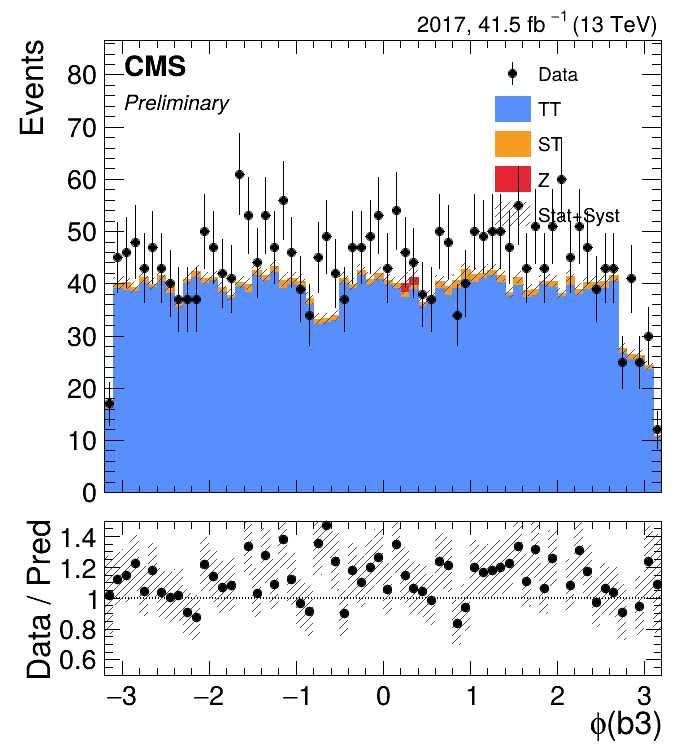 2017, 41.5 fb⁻¹ (13 TeV)
Events
CMS
Preliminary
Data
TT
ST
Z
Stat+Syst
80
70
60
50
40
30
20
10
0
Data / Pred
1.4
1.2
1
0.8
0.6
−3 −2 −1 0 1 2 3
ϕ(b3)